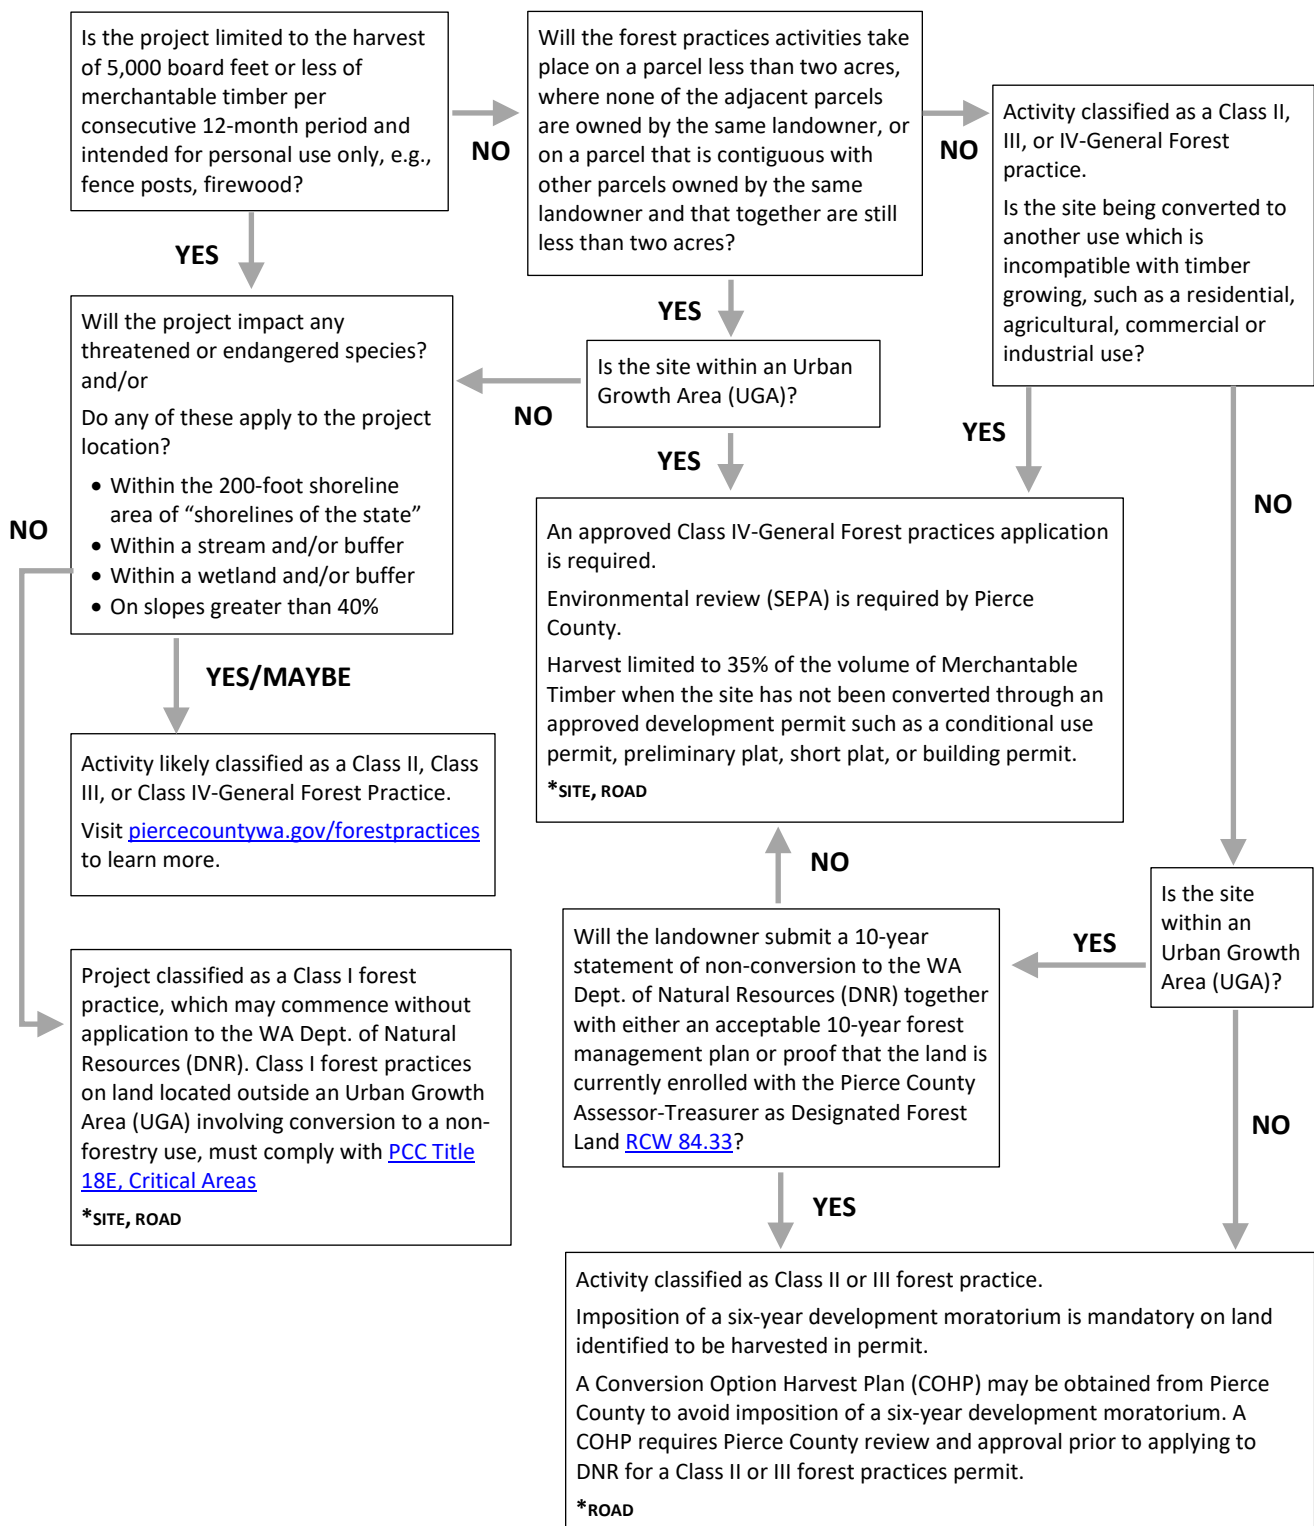 Is the project limited to the harvest
of 5,000 board feet or less of
merchantable timber per
consecutive 12-month period and
intended for personal use only, e.g.,
fence posts, firewood?
NO
Will the forest practices activities take
place on a parcel less than two acres,
where none of the adjacent parcels
are owned by the same landowner, or
on a parcel that is contiguous with
other parcels owned by the same
landowner and that together are still
less than two acres?
NO
Activity classified as a Class II,
III, or IV-General Forest
practice.
Is the site being converted to
another use which is
incompatible with timber
growing, such as a residential,
agricultural, commercial or
industrial use?
YES
YES
Will the project impact any
threatened or endangered species?
and/or
Do any of these apply to the project
location?
• Within the 200-foot shoreline
area of “shorelines of the state”
• Within a stream and/or buffer
• Within a wetland and/or buffer
• On slopes greater than 40%
Is the site within an Urban
Growth Area (UGA)?
NO
YES
YES
NO
NO
An approved Class IV-General Forest practices application
is required.
Environmental review (SEPA) is required by Pierce
County.
Harvest limited to 35% of the volume of Merchantable
Timber when the site has not been converted through an
approved development permit such as a conditional use
permit, preliminary plat, short plat, or building permit.
*SITE, ROAD
YES/MAYBE
Activity likely classified as a Class II, Class
III, or Class IV-General Forest Practice.
Visit piercecountywa.gov/forestpractices
to learn more.
NO
Is the site
within an
Urban Growth
Area (UGA)?
YES
Will the landowner submit a 10-year
statement of non-conversion to the WA
Dept. of Natural Resources (DNR) together
with either an acceptable 10-year forest
management plan or proof that the land is
currently enrolled with the Pierce County
Assessor-Treasurer as Designated Forest
Land RCW 84.33?
Project classified as a Class I forest
practice, which may commence without
application to the WA Dept. of Natural
Resources (DNR). Class I forest practices
on land located outside an Urban Growth
Area (UGA) involving conversion to a non-
forestry use, must comply with PCC Title
18E, Critical Areas
*SITE, ROAD
NO
YES
Activity classified as Class II or III forest practice.
Imposition of a six-year development moratorium is mandatory on land
identified to be harvested in permit.
A Conversion Option Harvest Plan (COHP) may be obtained from Pierce
County to avoid imposition of a six-year development moratorium. A
COHP requires Pierce County review and approval prior to applying to
DNR for a Class II or III forest practices permit.
*ROAD